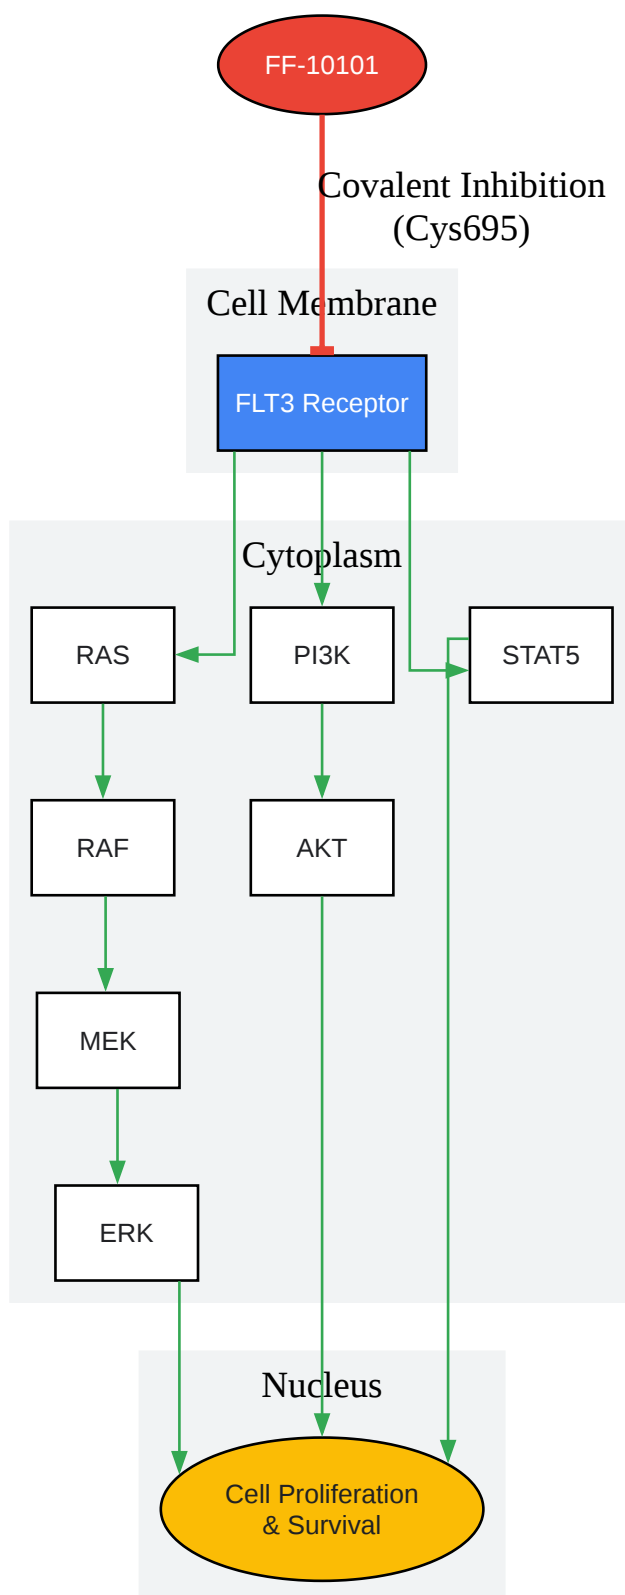 FF-10101
Covalent Inhibition
(Cys695)
Cell Membrane
FLT3 Receptor
Cytoplasm
RAS
PI3K
STAT5
RAF
AKT
MEK
ERK
Nucleus
Cell Proliferation
& Survival